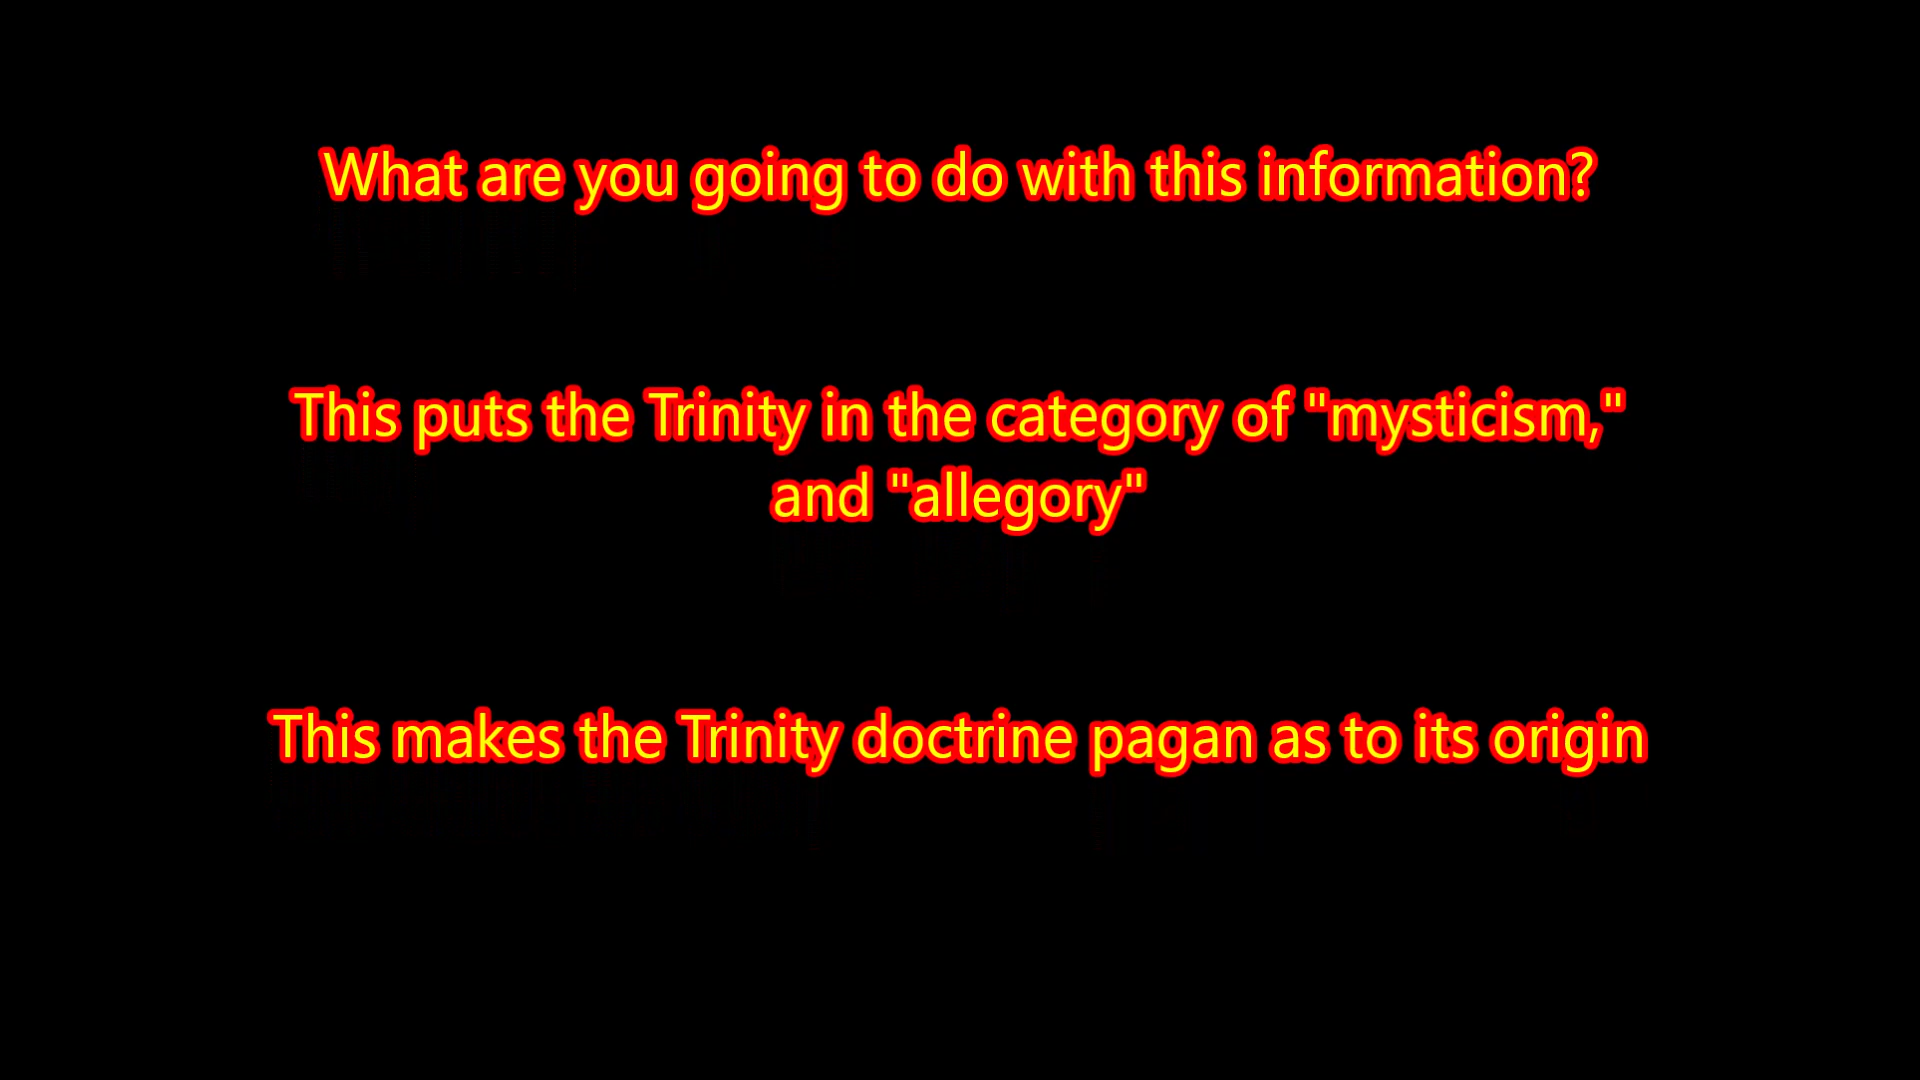 What are you going to do with this information?
This puts the Trinity in the category of "mysticism,"
and "allegory"
This makes the Trinity doctrine pagan as to its origin